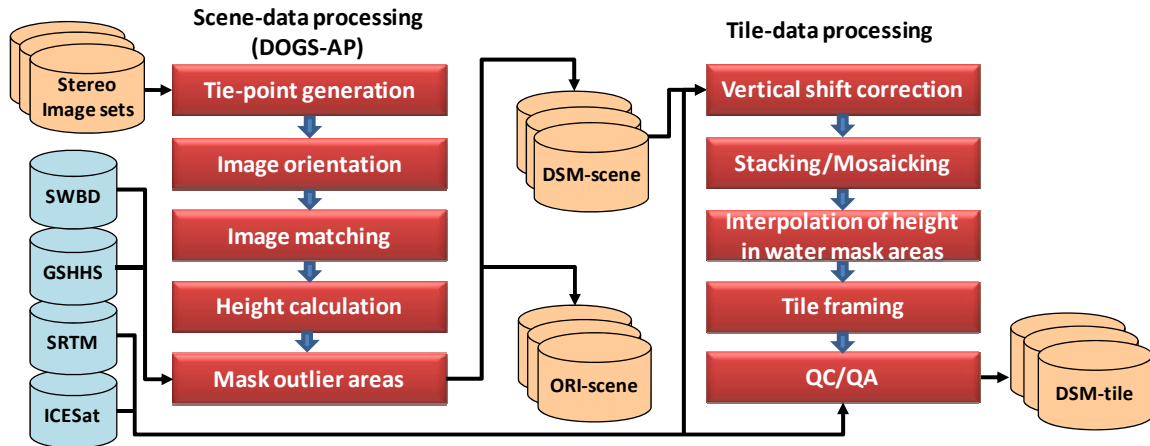 Scene-data processing
(DOGS-AP)
Stereo
Image sets
Tie-point generation
Image orientation
Image matching
Height calculation
Mask outlier areas
SWBD
GSHHS
SRTM
ICESat
DSM-scene
ORI-scene
Tile-data processing
Vertical shift correction
Stacking/Mosaicking
Interpolation of height
in water mask areas
Tile framing
QC/QA
DSM-tile